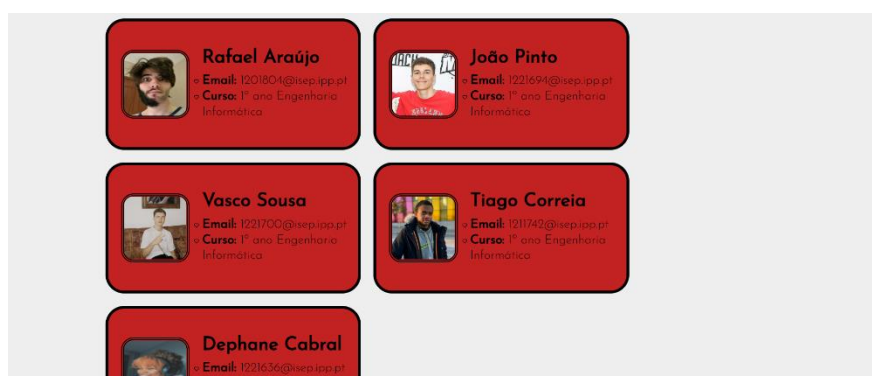 Rafael Araújo
Email: 1201804@isep.ipp.pt
Curso: 1º ano Engenharia
Informática
João Pinto
Email: 1221694@isep.ipp.pt
Curso: 1º ano Engenharia
Informática
Vasco Sousa
Email: 1221700@isep.ipp.pt
Curso: 1º ano Engenharia
Informática
Tiago Correia
Email: 1211742@isep.ipp.pt
Curso: 1º ano Engenharia
Informática
Dephane Cabral
Email: 1221636@isep.ipp.pt